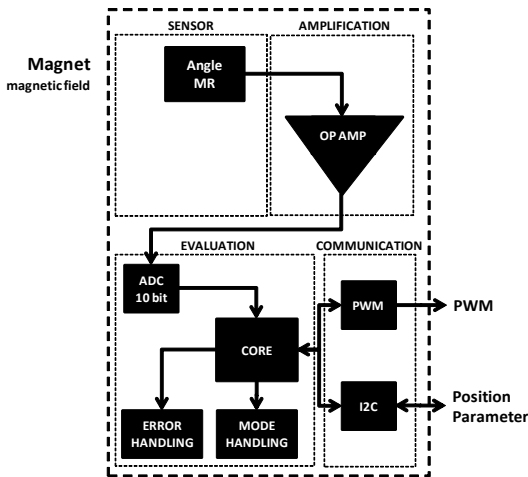 SENSOR
AMPLIFICATION
Magnet
magnetic field
Angle
MR
OP AMP
EVALUATION
COMMUNICATION
ADC
10 bit
PWM
PWM
CORE
I2C
Position
Parameter
ERROR
HANDLING
MODE
HANDLING